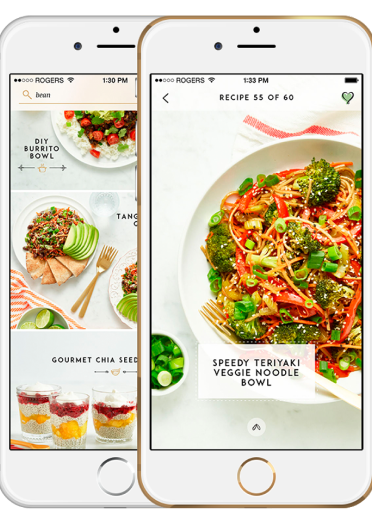 ROGERS 1:30 PM
bean
DIY
BURRITO
BOWL
GOURMET CHIA SEED
ROGERS 1:33 PM
RECIPE 55 OF 60
SPEEDY TERIYAKI
VEGGIE NOODLE
BOWL